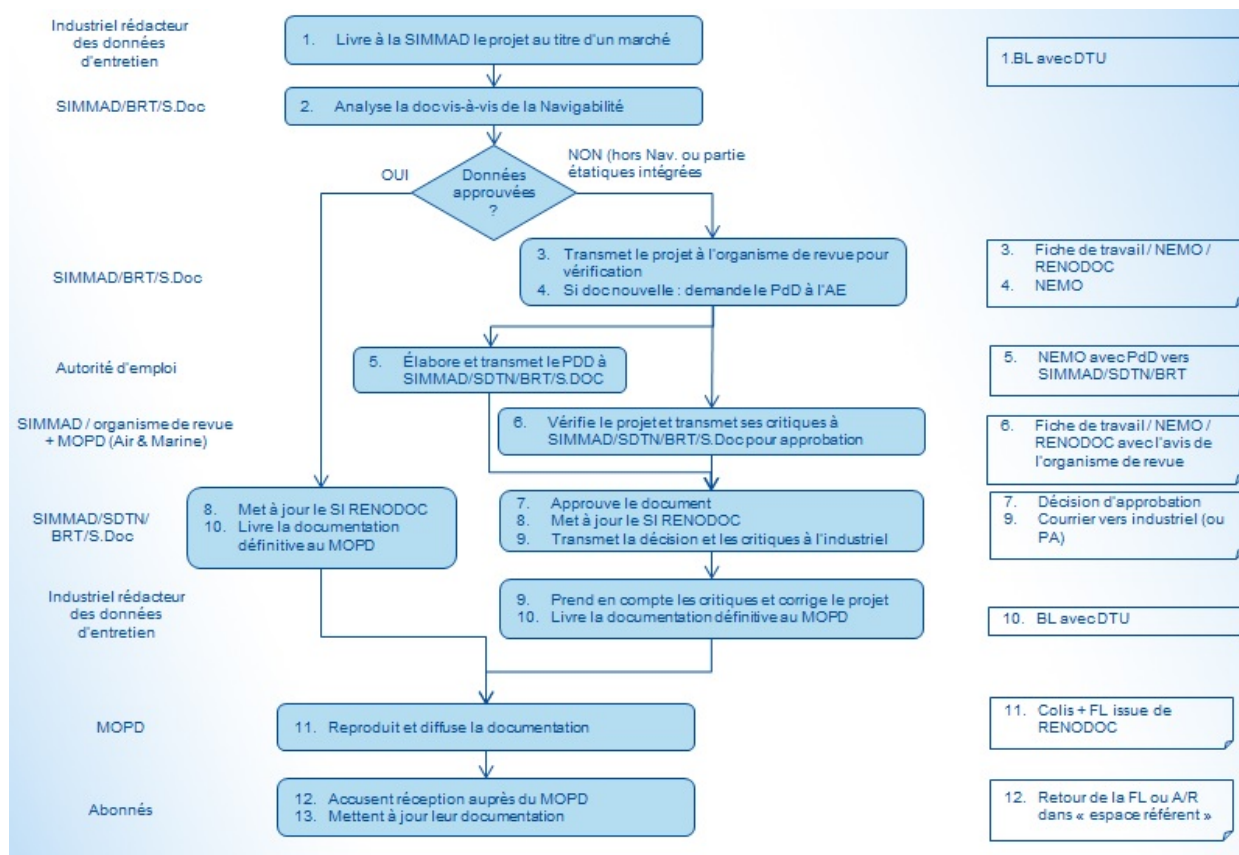 Industriel rédacteur
des données
d'entretien
1. Livre à la SIMMAD le projet au titre d'un marché
1.BL avec DTU
SIMMAD/BRT/S.Doc
2. Analyse la doc vis-à-vis de la Navigabilité
OUI
Données
approuvées
?
NON (hors Nav. ou partie
étatiques intégrées
SIMMAD/BRT/S.Doc
3. Transmet le projet à l'organisme de revue pour
vérification
4. Si doc nouvelle : demande le PdD à l'AE
3. Fiche de travail / NEMO /
RENODOC
4. NEMO
Autorité d'emploi
5. Élabore et transmet le PDD à
SIMMAD/SDTN/BRT/S.DOC
5. NEMO avec PdD vers
SIMMAD/SDTN/BRT
SIMMAD / organisme de revue
+ MOPD (Air & Marine)
6. Vérifie le projet et transmet ses critiques à
SIMMAD/SDTN/BRT/S.Doc pour approbation
6. Fiche de travail / NEMO /
RENODOC avec l'avis de
l'organisme de revue
SIMMAD/SDTN/
BRT/S.Doc
8. Met à jour le SI RENODOC
10. Livre la documentation
définitive au MOPD
7. Approuve le document
8. Met à jour le SI RENODOC
9. Transmet la décision et les critiques à l'industriel
7. Décision d'approbation
9. Courrier vers industriel (ou
PA)
Industriel rédacteur
des données
d'entretien
9. Prend en compte les critiques et corrige le projet
10. Livre la documentation définitive au MOPD
10. BL avec DTU
MOPD
11. Reproduit et diffuse la documentation
11. Colis + FL issue de
RENODOC
Abonnés
12. Accusent réception auprès du MOPD
13. Mettent à jour leur documentation
12. Retour de la FL ou A/R
dans « espace référent »